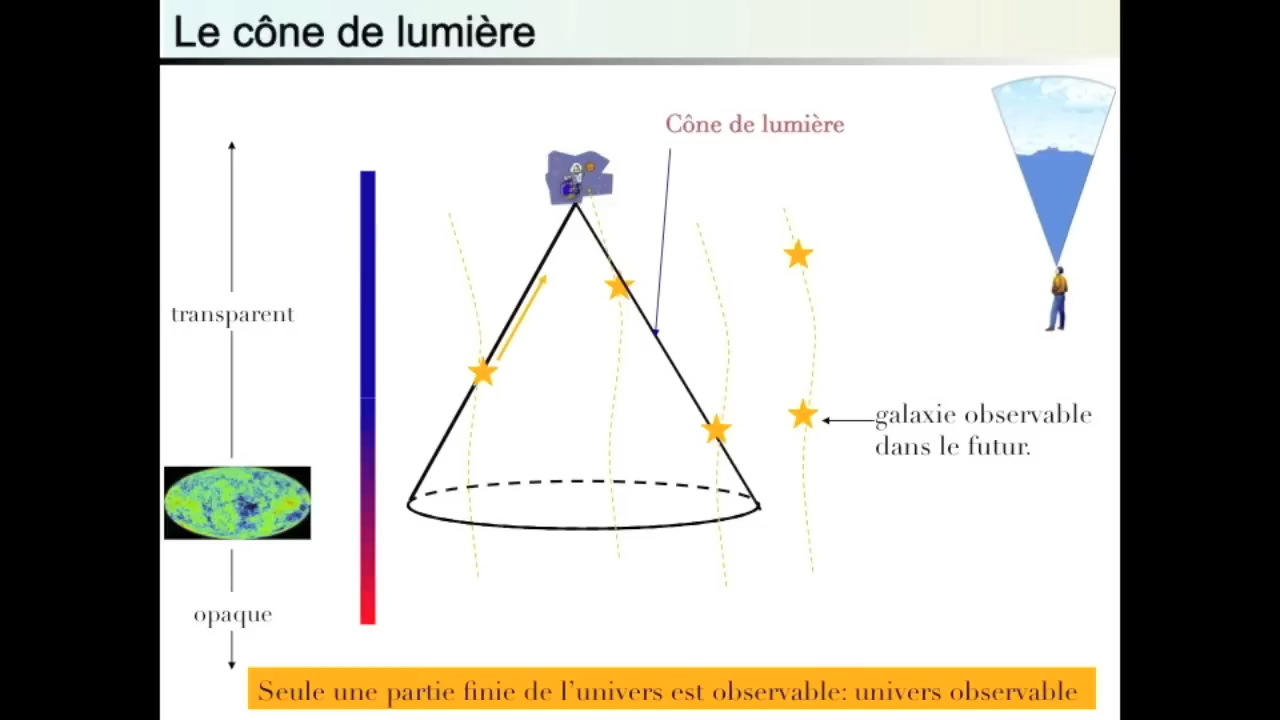 Le cône de lumière
Cône de lumière
transparent
galaxie observable
dans le futur.
opaque
Seule une partie finie de l'univers est observable: univers observable